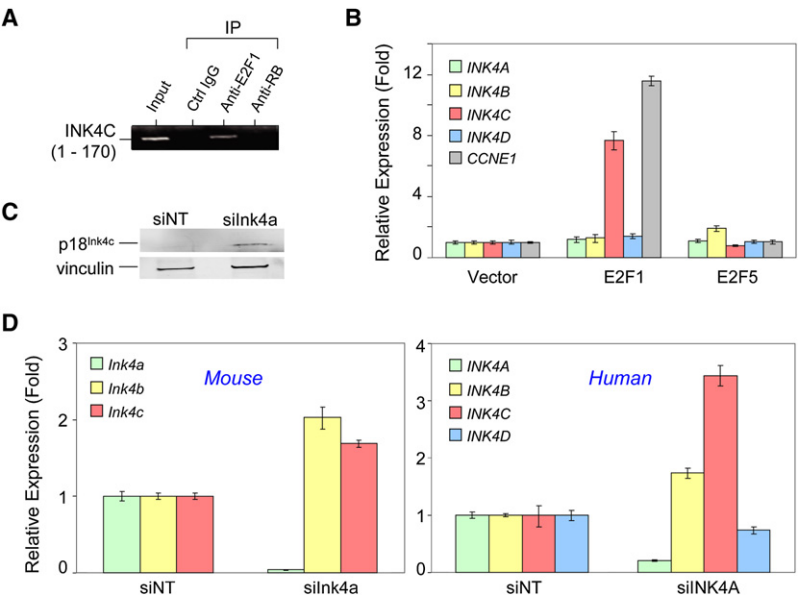 A
IP
Input
Ctrl IgG
Anti-E2F1
Anti-RB
INK4C
(1 - 170)
B
Relative Expression (Fold)
12
8
4
0
INK4A
INK4B
INK4C
INK4D
CCNE1
Vector
E2F1
E2F5
C
siNT
siInk4a
p18Ink4c
vinculin
D
Relative Expression (Fold)
3
2
1
0
Ink4a
Ink4b
Ink4c
Mouse
siNT
siInk4a
4
3
2
1
0
INK4A
INK4B
INK4C
INK4D
Human
siNT
siINK4A